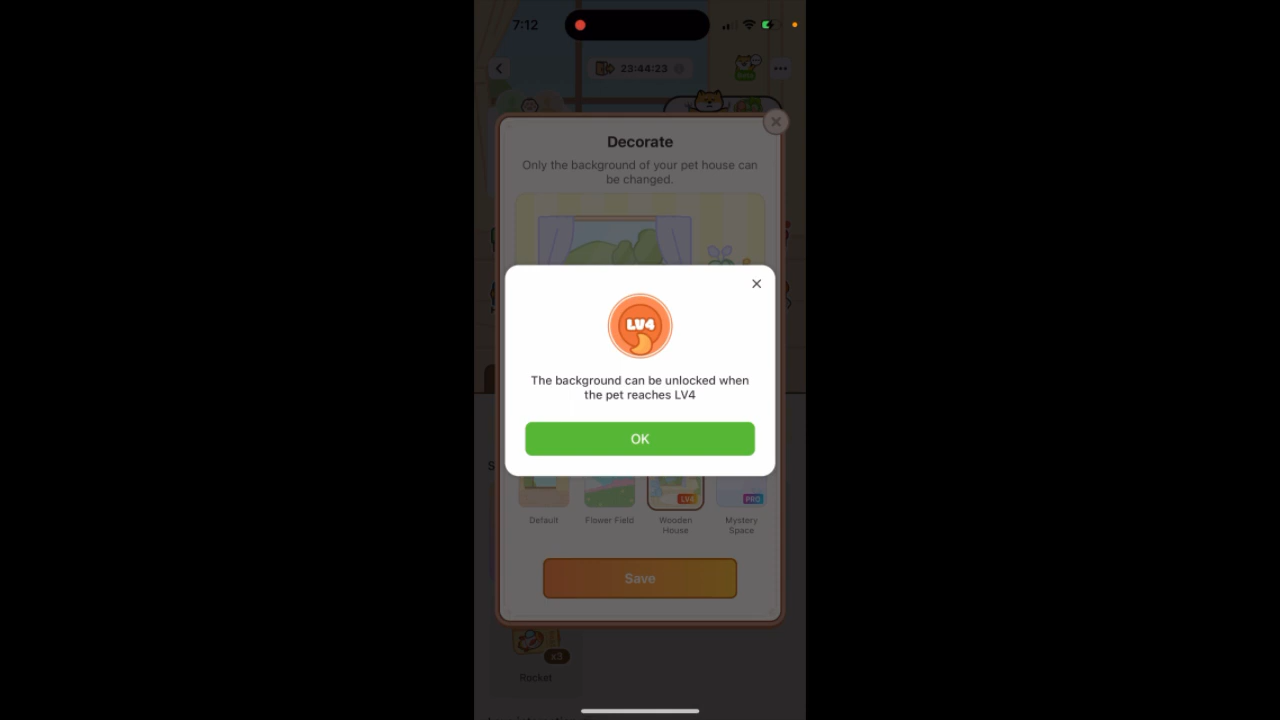 7:12
23:44:23
Decorate
Only the background of your pet house can
be changed.
LV4
The background can be unlocked when
the pet reaches LV4
OK
LV4
PRO
Default
Flower Field
Wooden
House
Mystery
Space
Save
x3
Rocket